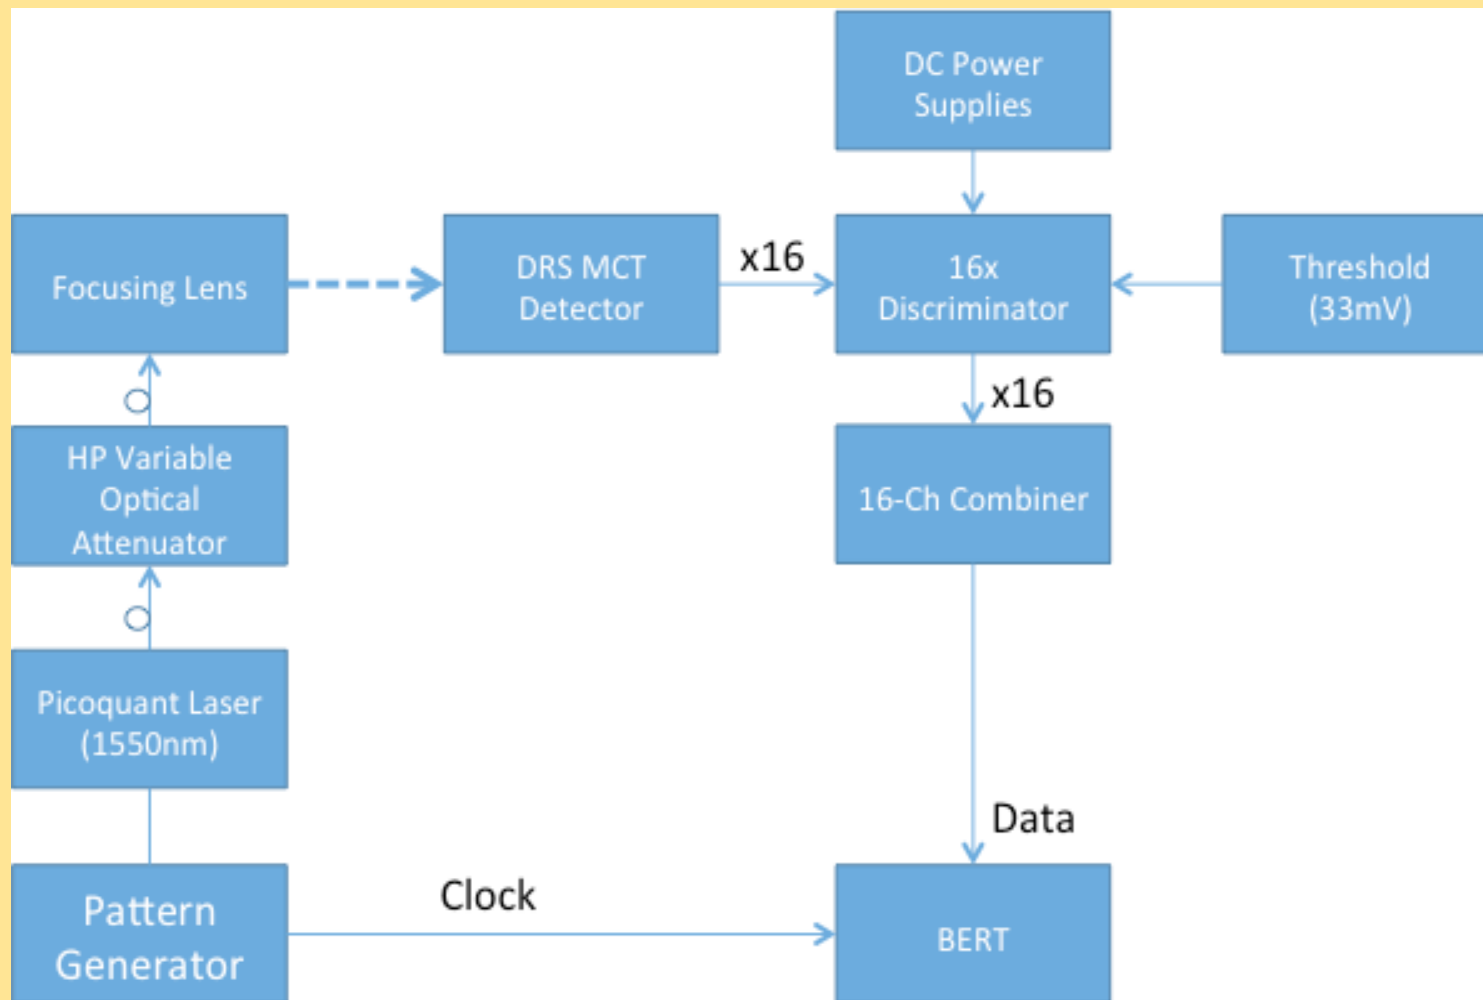 DC Power
Supplies
Focusing Lens
DRS MCT
Detector
x16
16x
Discriminator
Threshold
(33mV)
x16
HP Variable
Optical
Attenuator
16-Ch Combiner
Picoquant Laser
(1550nm)
Data
Pattern
Generator
Clock
BERT